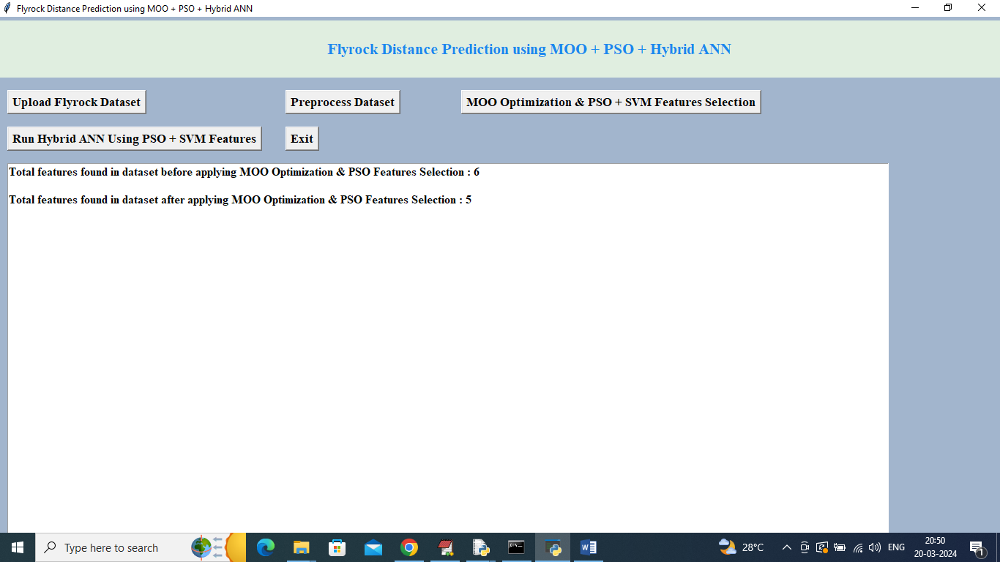 Flyrock Distance Prediction using MOO + PSO + Hybrid ANN
Flyrock Distance Prediction using MOO + PSO + Hybrid ANN
Upload Flyrock Dataset
Preprocess Dataset
MOO Optimization & PSO + SVM Features Selection
Run Hybrid ANN Using PSO + SVM Features
Exit
Total features found in dataset before applying MOO Optimization & PSO Features Selection : 6
Total features found in dataset after applying MOO Optimization & PSO Features Selection : 5
Type here to search
28°C
ENG
20:50
20-03-2024
1